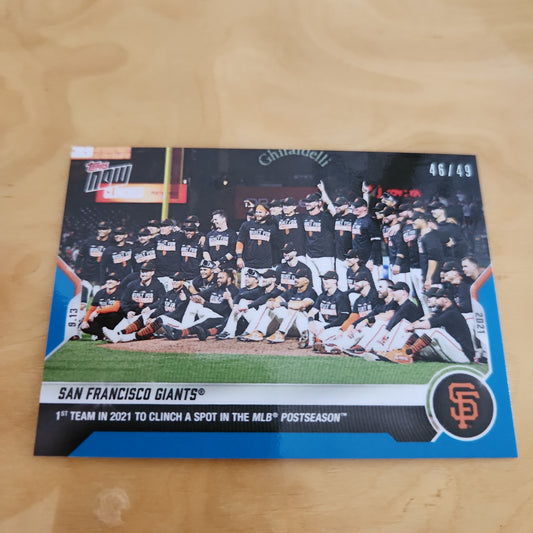 Ghirardelli
46/49
Topps
NOW
9.13
2021
SAN FRANCISCO GIANTS®
1ST TEAM IN 2021 TO CLINCH A SPOT IN THE MLB® POSTSEASON™
SF